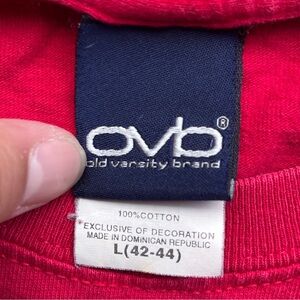 ovb®
old varsity brand
100%COTTON
EXCLUSIVE OF DECORATION
MADE IN DOMINICAN REPUBLIC
L(42-44)